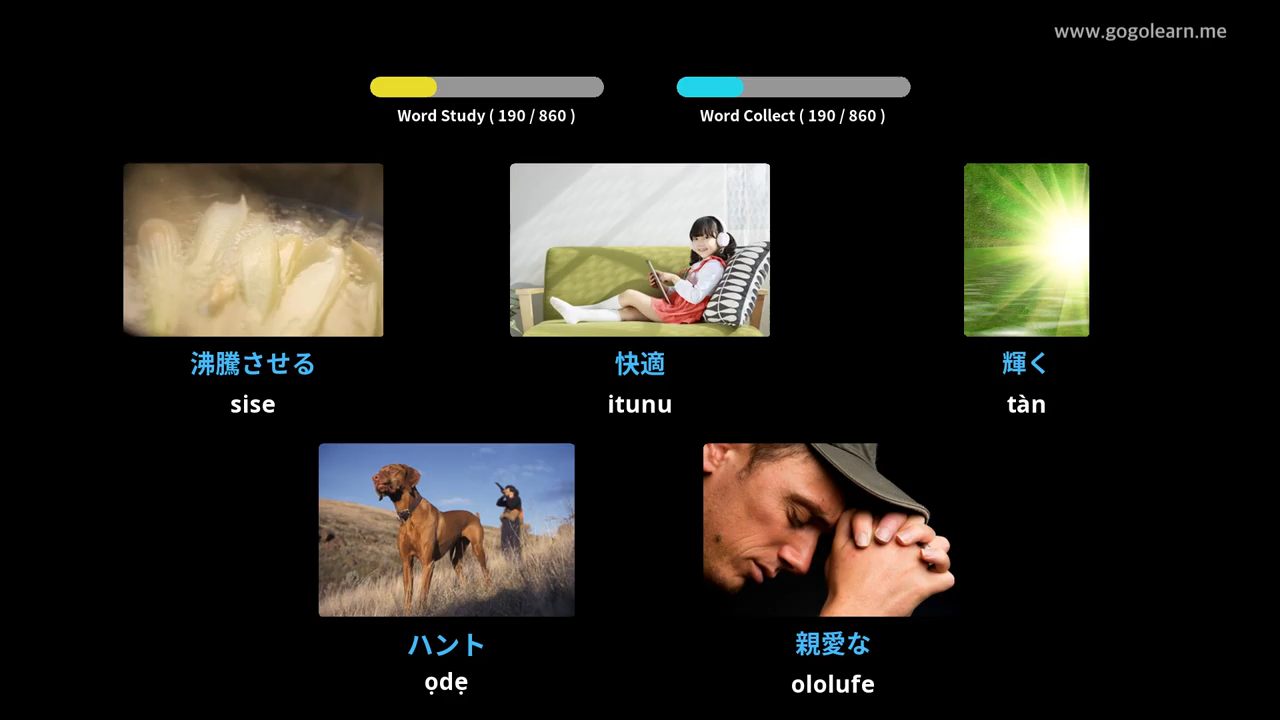 www.gogolearn.me
Word Study ( 190 / 860 )
Word Collect ( 190 / 860 )
沸騰させる
sise
快適
itunu
輝く
tàn
ハント
ọdẹ
親愛な
ololufe